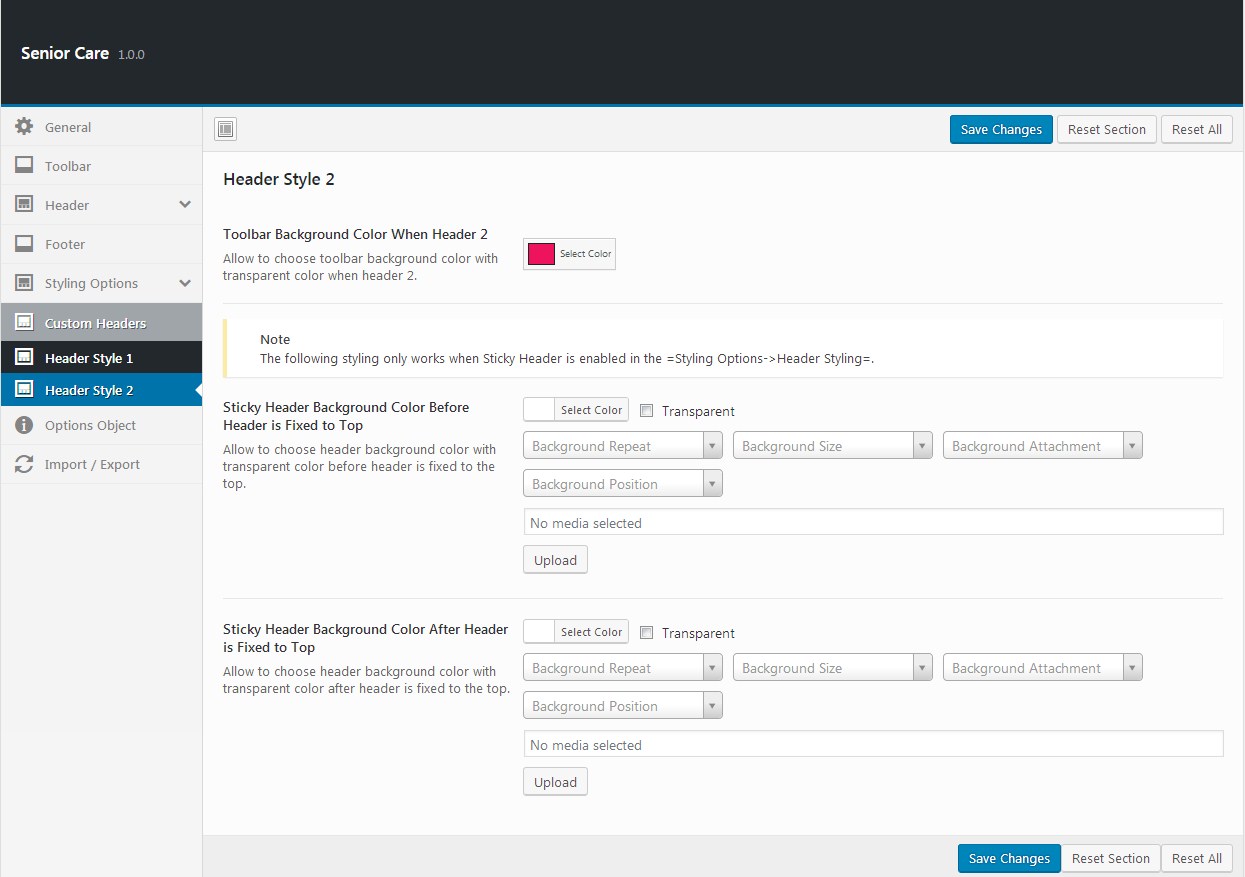 Senior Care 1.0.0
General
Toolbar
Header
Footer
Styling Options
Custom Headers
Header Style 1
Header Style 2
Options Object
Import / Export
Save Changes Reset Section Reset All
Header Style 2
Toolbar Background Color When Header 2
Allow to choose toolbar background color with
transparent color when header 2.
Select Color
Note
The following styling only works when Sticky Header is enabled in the =Styling Options->Header Styling=.
Sticky Header Background Color Before
Header is Fixed to Top
Allow to choose header background color with
transparent color before header is fixed to the
top.
Select Color Transparent
Background Repeat Background Size Background Attachment
Background Position
No media selected
Upload
Sticky Header Background Color After Header
is Fixed to Top
Allow to choose header background color with
transparent color after header is fixed to the top.
Select Color Transparent
Background Repeat Background Size Background Attachment
Background Position
No media selected
Upload
Save Changes Reset Section Reset All